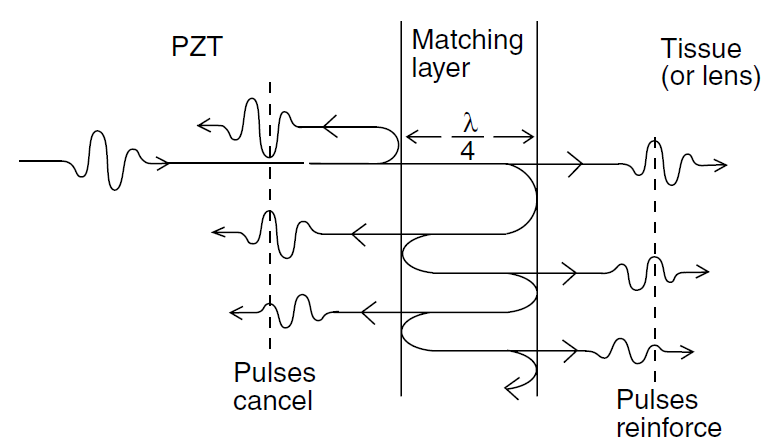 PZT
Matching
layer
Tissue
(or lens)
λ
4
Pulses
cancel
Pulses
reinforce